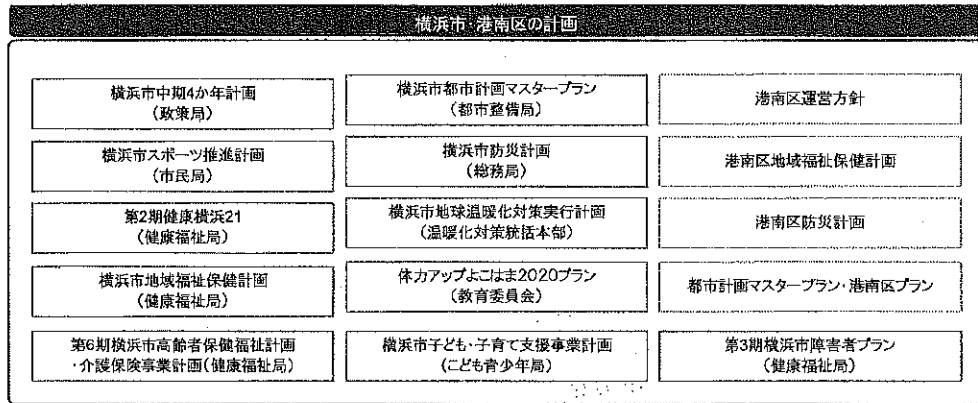 横浜市・港南区の計画
横浜市中期4か年計画
(政策局)
横浜市スポーツ推進計画
(市民局)
第2期健康横浜21
(健康福祉局)
横浜市地域福祉保健計画
(健康福祉局)
第6期横浜市高齢者保健福祉計画
・介護保険事業計画(健康福祉局)
横浜市都市計画マスタープラン
(都市整備局)
横浜市防災計画
(総務局)
横浜市地球温暖化対策実行計画
(温暖化対策統括本部)
体力アップよこはま2020プラン
(教育委員会)
横浜市子ども・子育て支援事業計画
(こども青少年局)
港南区運営方針
港南区地域福祉保健計画
港南区防災計画
都市計画マスタープラン・港南区プラン
第3期横浜市障害者プラン
(健康福祉局)